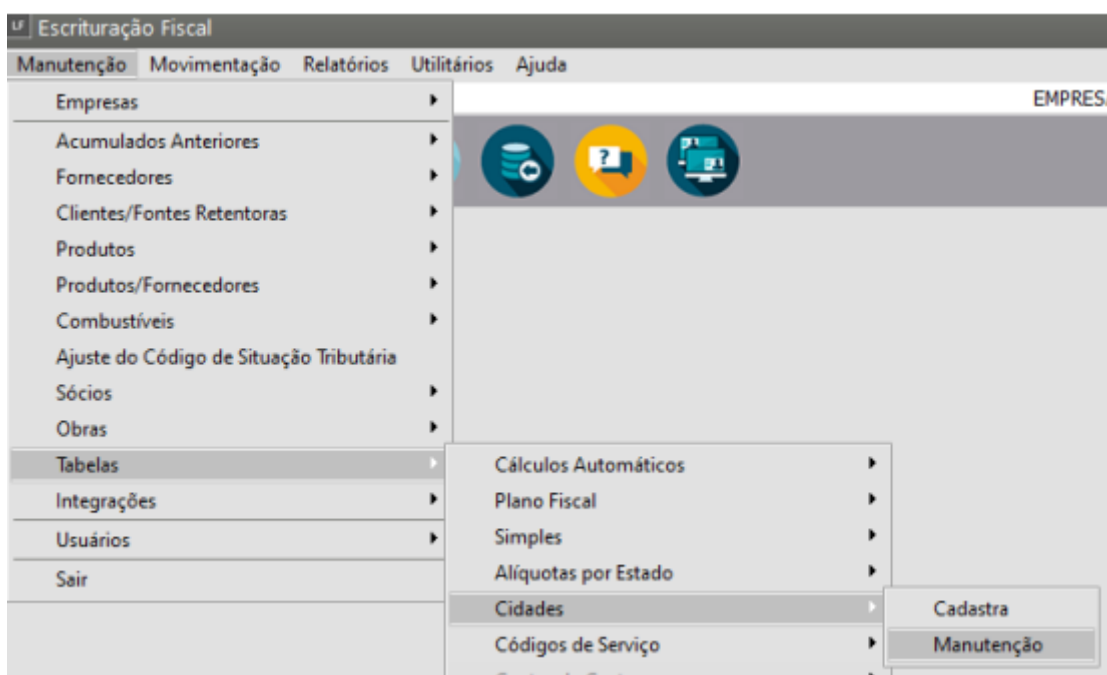 LF Escrituração Fiscal
Manutenção Movimentação Relatórios Utilitários Ajuda
Empresas
EMPRES
Acumulados Anteriores
Fornecedores
Clientes/Fontes Retentoras
Produtos
Produtos/Fornecedores
Combustíveis
Ajuste do Código de Situação Tributária
Sócios
Obras
Tabelas
Integrações
Usuários
Sair
Cálculos Automáticos
Plano Fiscal
Simples
Alíquotas por Estado
Cidades
Códigos de Serviço
Cadastra
Manutenção